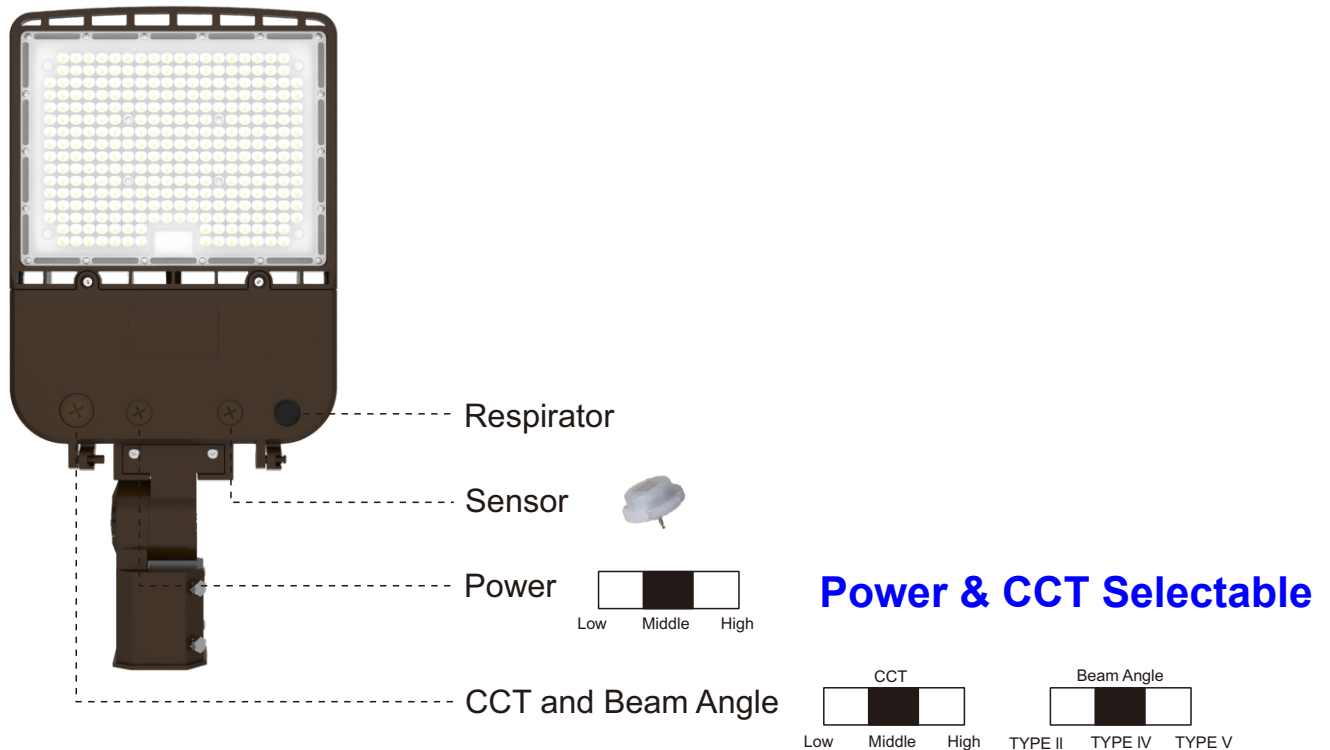 Respirator
Sensor
Power
Low Middle High
Power & CCT Selectable
CCT and Beam Angle
CCT
Low Middle High
Beam Angle
TYPE II TYPE IV TYPE V